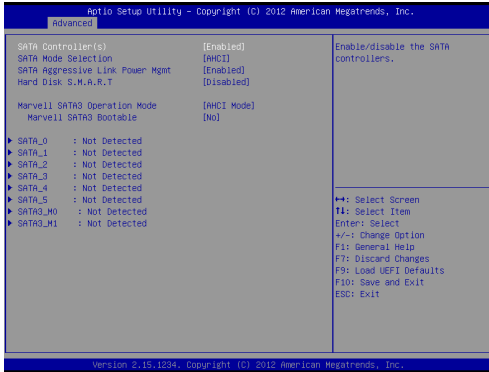 Aptio Setup Utility – Copyright (C) 2012 American Megatrends, Inc.
Advanced
SATA Controller(s) [Enabled]
SATA Mode Selection [AHCI]
SATA Aggressive Link Power Mgmt [Enabled]
Hard Disk S.M.A.R.T [Disabled]
Marvell SATA3 Operation Mode [AHCI Mode]
Marvell SATA3 Bootable [No]
SATA_0 : Not Detected
SATA_1 : Not Detected
SATA_2 : Not Detected
SATA_3 : Not Detected
SATA_4 : Not Detected
SATA_5 : Not Detected
SATA3_M0 : Not Detected
SATA3_M1 : Not Detected
Enable/disable the SATA
controllers.
↔: Select Screen
↑↓: Select Item
Enter: Select
+/-: Change Option
F1: General Help
F7: Discard Changes
F9: Load UEFI Defaults
F10: Save and Exit
ESC: Exit
Version 2.15.1234. Copyright (C) 2012 American Megatrends, Inc.